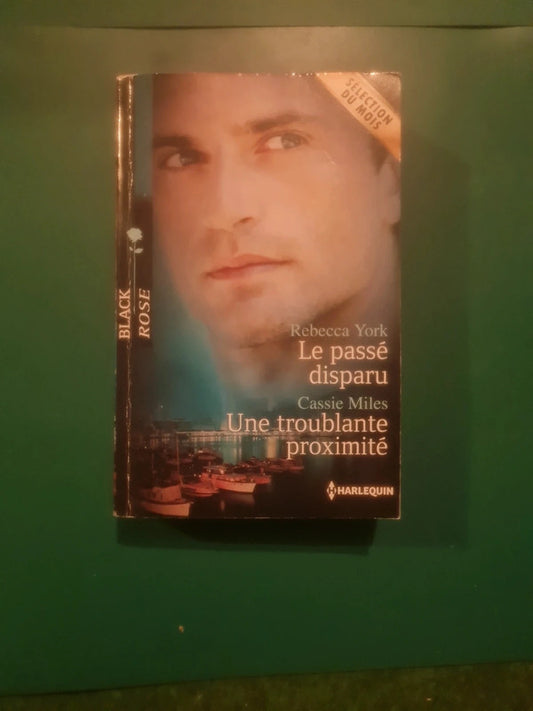 SÉLECTION
DU MOIS
BLACK
ROSE
Rebecca York
Le passé
disparu
Cassie Miles
Une troublante
proximité
HARLEQUIN